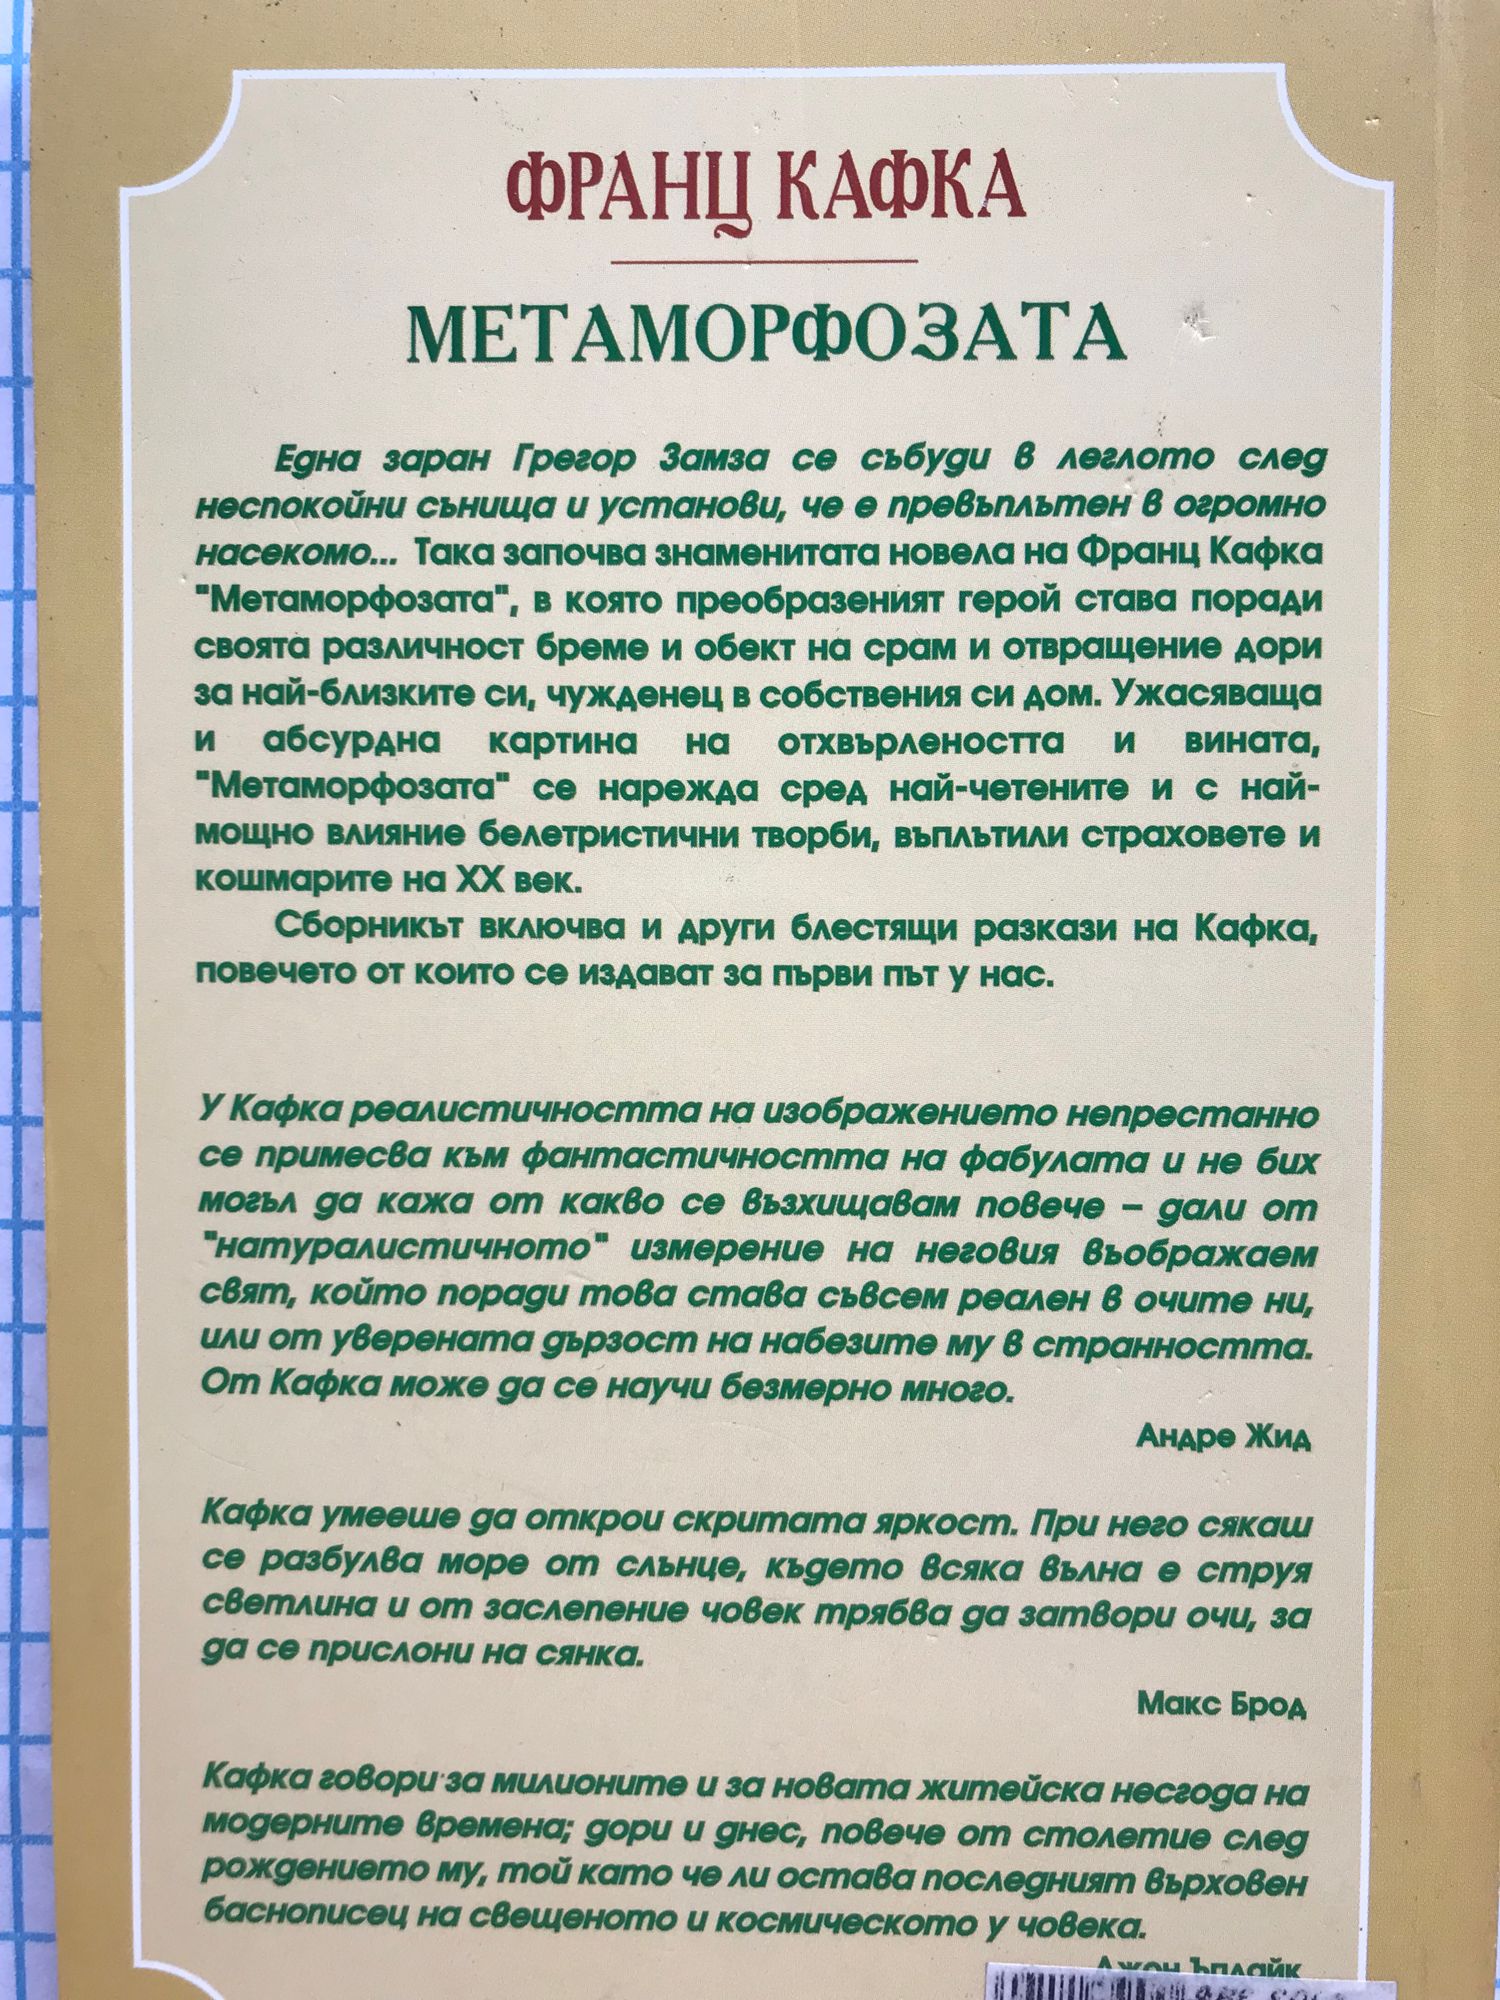 ФРАНЦ КАФКА
МЕТАМОРФОЗАТА
Една заран Грегор Замза се събуди в леглото след
неспокойни сънища и установи, че е превъплътен в огромно
насекомо... Така започва знаменитата новела на Франц Кафка
"Метаморфозата", в която преобразеният герой става поради
своята различност бреме и обект на срам и отвращение дори
за най-близките си, чужденец в собствения си дом. Ужасяваща
и абсурдна картина на отхвърлеността и вината,
"Метаморфозата" се нарежда сред най-четените и с най-
мощно влияние белетристични творби, въплътили страховете и
кошмарите на XX век.
Сборникът включва и други блестящи разкази на Кафка,
повечето от които се издават за първи път у нас.
У Кафка реалистичността на изображението непрестанно
се примесва към фантастичността на фабулата и не бих
могъл да кажа от какво се възхищавам повече – дали от
"натуралистичното" измерение на неговия въображаем
свят, който поради това става съвсем реален в очите ни,
или от уверената дързост на набезите му в странността.
От Кафка може да се научи безмерно много.
Андре Жид
Кафка умееше да открои скритата яркост. При него сякаш
се разбулва море от слънце, където всяка вълна е струя
светлина и от заслепение човек трябва да затвори очи, за
да се прислони на сянка.
Макс Брод
Кафка говори за милионите и за новата житейска несгода на
модерните времена; дори и днес, повече от столетие след
рождението му, той като че ли остава последният върховен
баснописец на свещеното и космическото у човека.
Джон Ъплайк